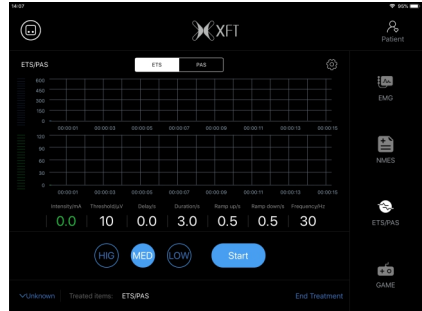 14:07
95%
XFT
Patient
ETS/PAS
ETS PAS
600
450
300
150
0
00:00:01 00:00:03 00:00:05 00:00:07 00:00:09 00:00:11 00:00:13 00:00:15
120
90
60
30
0
00:00:01 00:00:03 00:00:05 00:00:07 00:00:09 00:00:11 00:00:13 00:00:15
Intensity/mA Threshold/μV Delay/s Duration/s Ramp up/s Ramp down/s Frequency/Hz
0.0 10 0.0 3.0 0.5 0.5 30
HIG MED LOW Start
Unknown Treated items: ETS/PAS End Treatment
EMG
NMES
ETS/PAS
GAME